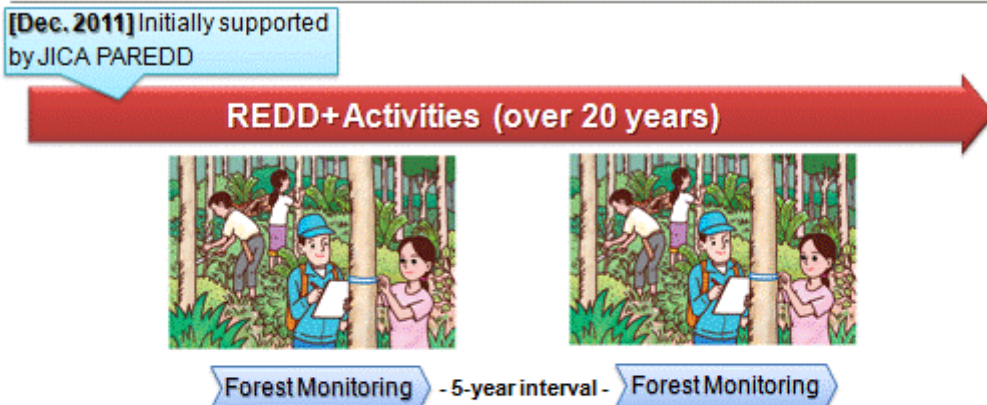 [Dec. 2011] Initially supported
by JICA PAREDD
REDD+ Activities (over 20 years)
Forest Monitoring - 5-year interval - Forest Monitoring